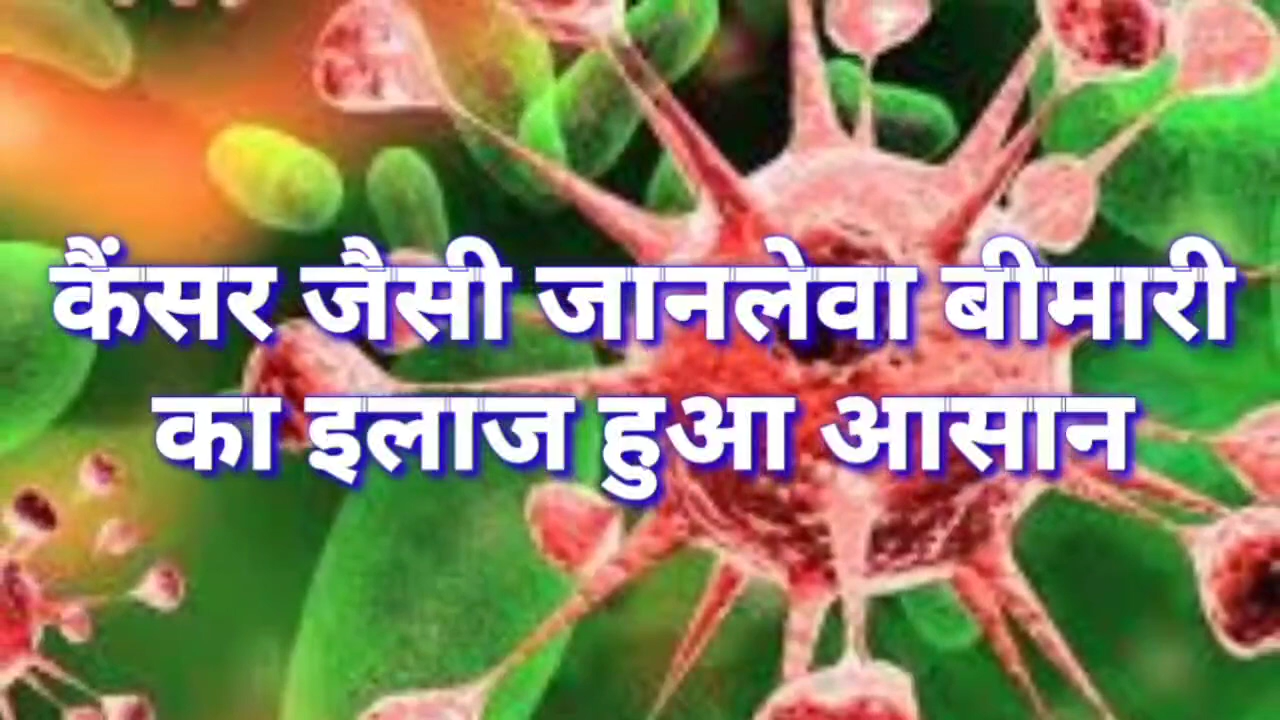 कैंसर जैसी जानलेवा बीमारी
का इलाज हुआ आसान